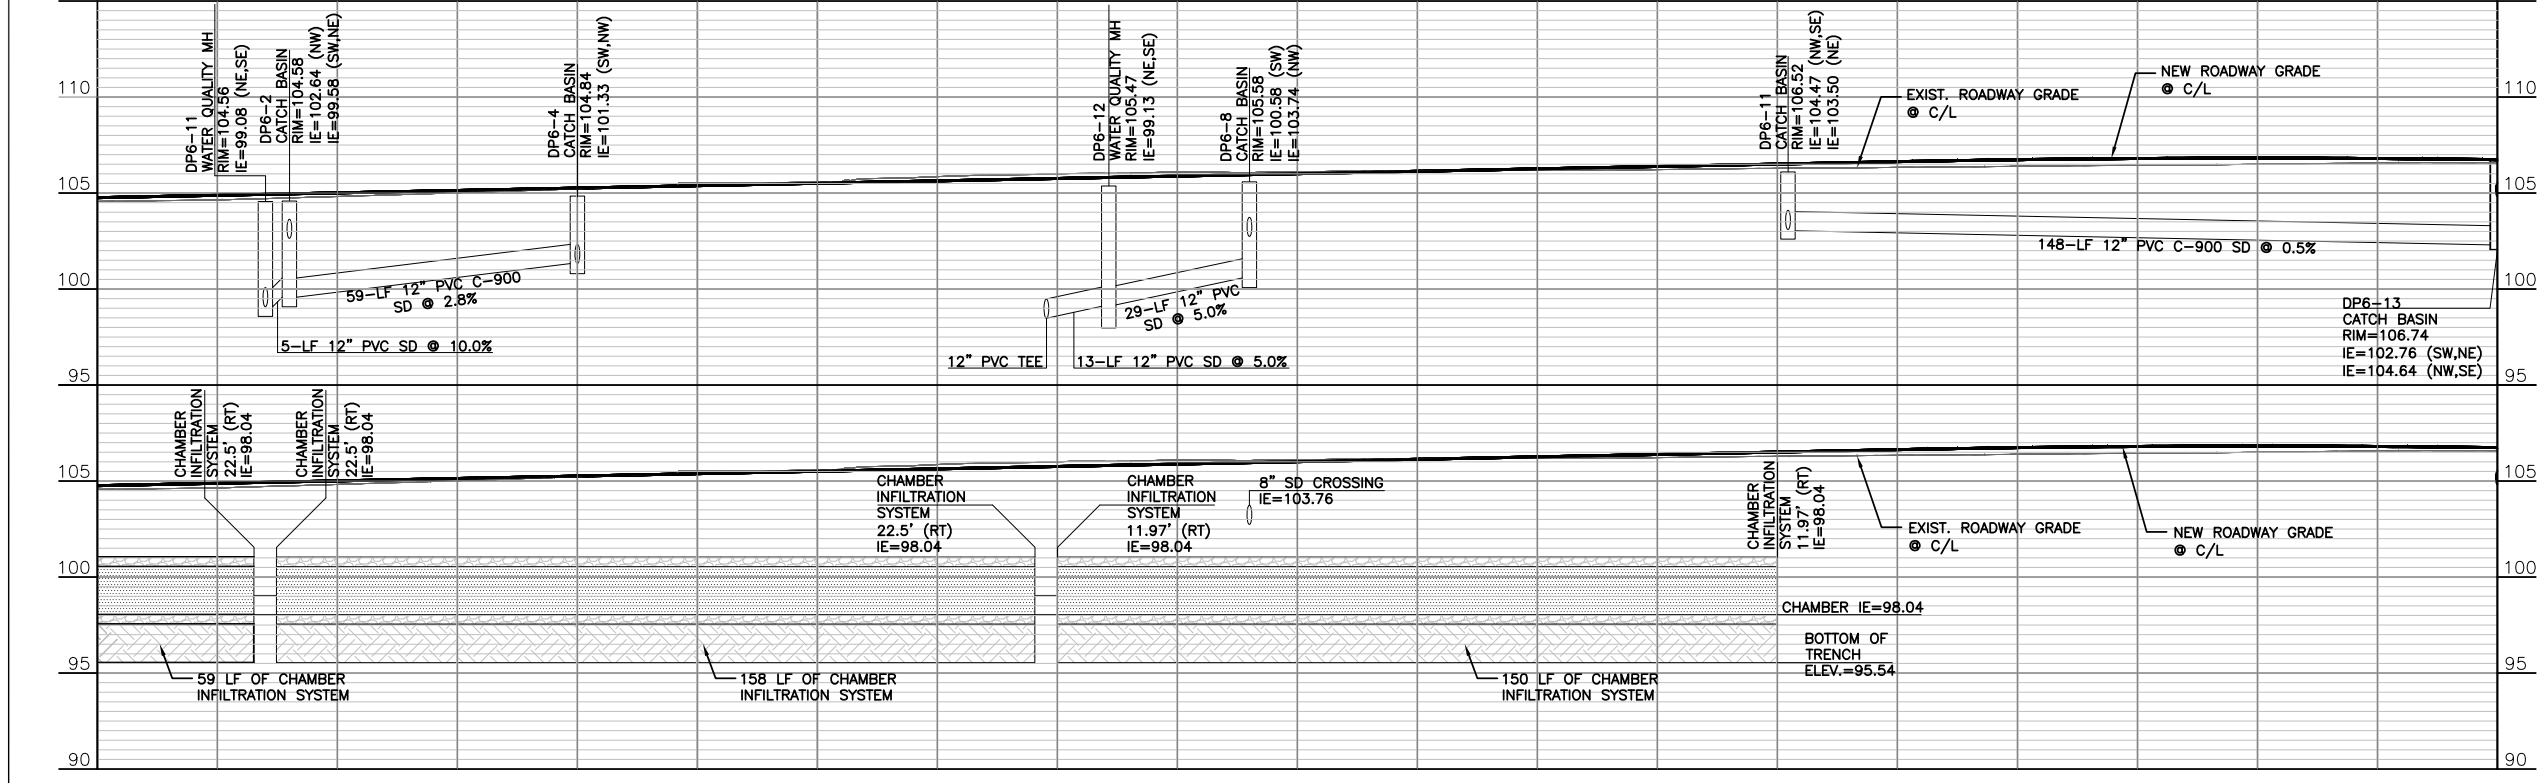 DP6-11
WATER QUALITY MH
RIM=104.56
IE=99.08 (NE,SE)
DP6-2
CATCH BASIN
RIM=104.58
IE=102.64 (NW)
IE=99.58 (SW,NE)
DP6-4
CATCH BASIN
RIM=104.84
IE=101.33 (SW,NW)
DP6-12
WATER QUALITY MH
RIM=105.47
IE=99.13 (NE,SE)
DP6-8
CATCH BASIN
RIM=105.58
IE=100.58 (SW)
IE=103.74 (NW)
DP6-11
CATCH BASIN
RIM=106.52
IE=104.47 (NW,SE)
IE=103.50 (NE)
EXIST. ROADWAY GRADE
@ C/L
NEW ROADWAY GRADE
@ C/L
110
110
105
105
100
100
95
95
59-LF 12" PVC C-900
SD @ 2.8%
5-LF 12" PVC SD @ 10.0%
29-LF 12" PVC
SD @ 5.0%
12" PVC TEE
13-LF 12" PVC SD @ 5.0%
148-LF 12" PVC C-900 SD @ 0.5%
DP6-13
CATCH BASIN
RIM=106.74
IE=102.76 (SW,NE)
IE=104.64 (NW,SE)
CHAMBER
INFILTRATION
SYSTEM
22.5' (RT)
IE=98.04
CHAMBER
INFILTRATION
SYSTEM
22.5' (RT)
IE=98.04
105
105
CHAMBER
INFILTRATION
SYSTEM
22.5' (RT)
IE=98.04
CHAMBER
INFILTRATION
SYSTEM
11.97' (RT)
IE=98.04
8" SD CROSSING
IE=103.76
CHAMBER
INFILTRATION
SYSTEM
11.97' (RT)
IE=98.04
EXIST. ROADWAY GRADE
@ C/L
NEW ROADWAY GRADE
@ C/L
100
100
CHAMBER IE=98.04
BOTTOM OF
TRENCH
ELEV.=95.54
95
95
59 LF OF CHAMBER
INFILTRATION SYSTEM
158 LF OF CHAMBER
INFILTRATION SYSTEM
150 LF OF CHAMBER
INFILTRATION SYSTEM
90
90